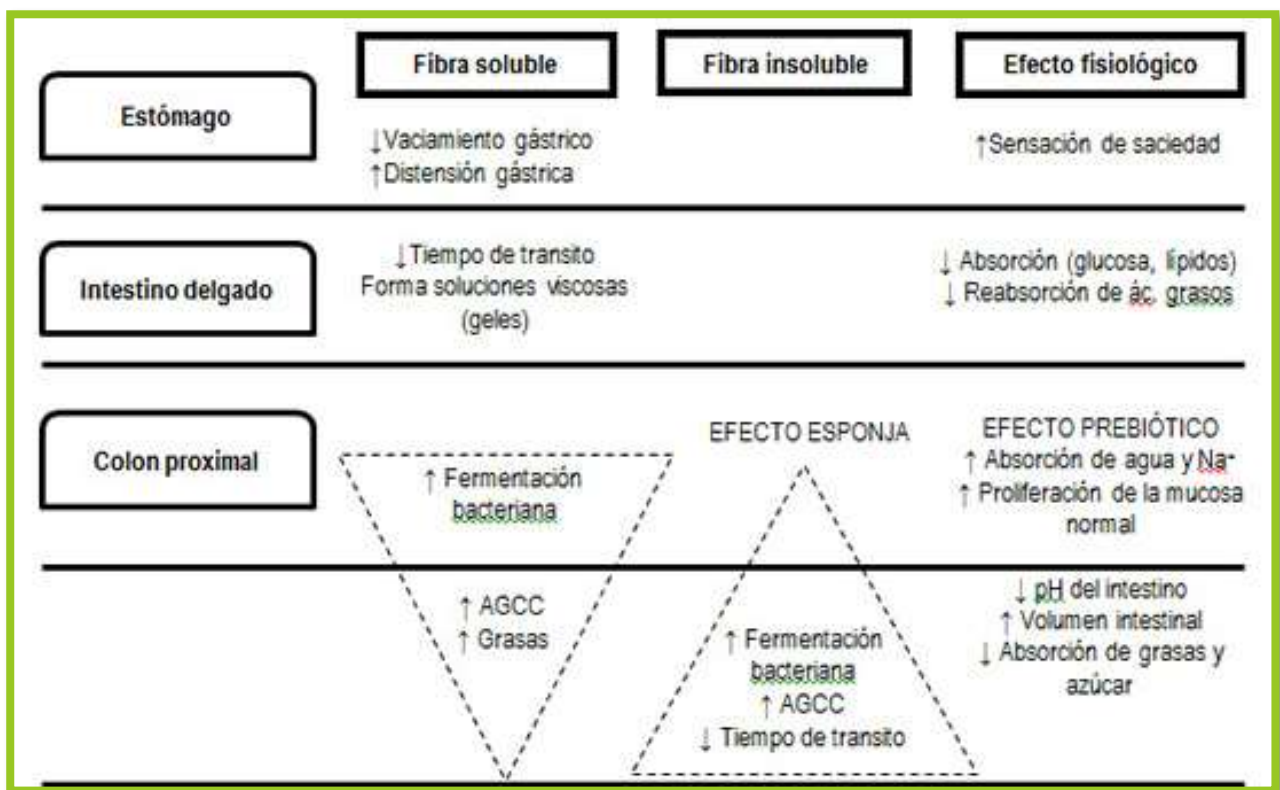 Fibra soluble
Fibra insoluble
Efecto fisiológico
Estómago
↓Vaciamiento gástrico
↑Distensión gástrica
↑Sensación de saciedad
Intestino delgado
↓Tiempo de transito
Forma soluciones viscosas
(geles)
↓ Absorción (glucosa, lípidos)
↓ Reabsorción de ác. grasos
Colon proximal
↑ Fermentación
bacteriana
EFECTO ESPONJA
EFECTO PREBIÓTICO
↑ Absorción de agua y Na⁺
↑ Proliferación de la mucosa
normal
↑ AGCC
↑ Grasas
↑ Fermentación
bacteriana
↑ AGCC
↓ Tiempo de transito
↓ pH del intestino
↑ Volumen intestinal
↓ Absorción de grasas y
azúcar